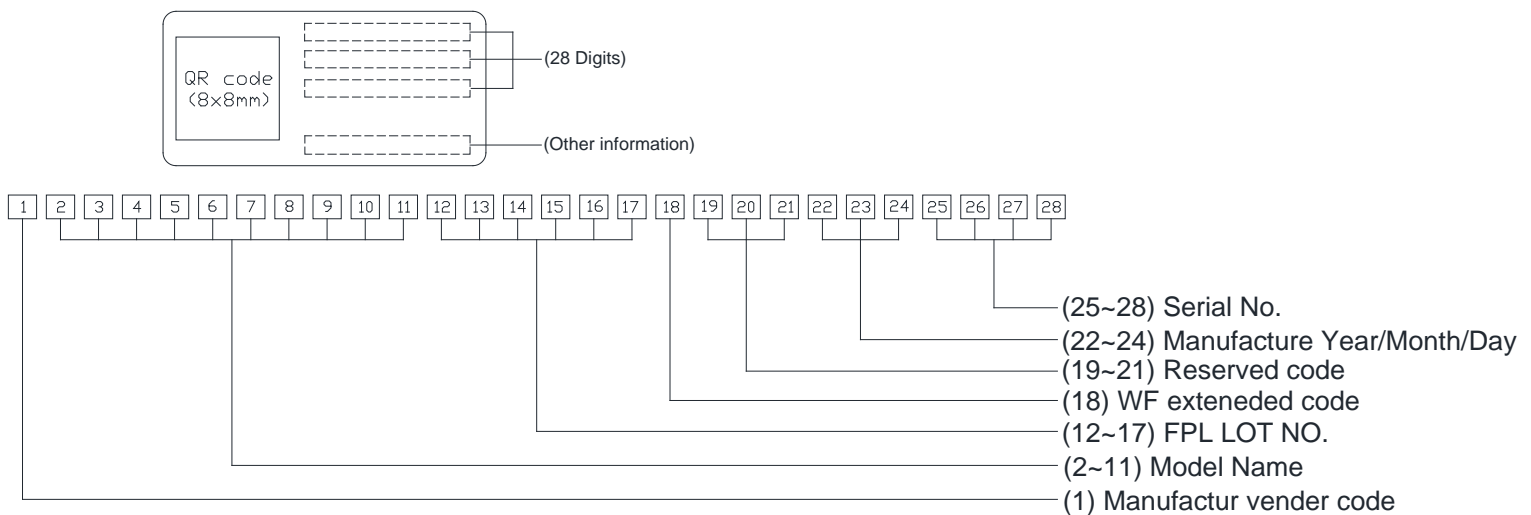 QR code
(8x8mm)
(28 Digits)
(Other information)
1 2 3 4 5 6 7 8 9 10 11 12 13 14 15 16 17 18 19 20 21 22 23 24 25 26 27 28
(25~28) Serial No.
(22~24) Manufacture Year/Month/Day
(19~21) Reserved code
(18) WF exteneded code
(12~17) FPL LOT NO.
(2~11) Model Name
(1) Manufactur vender code